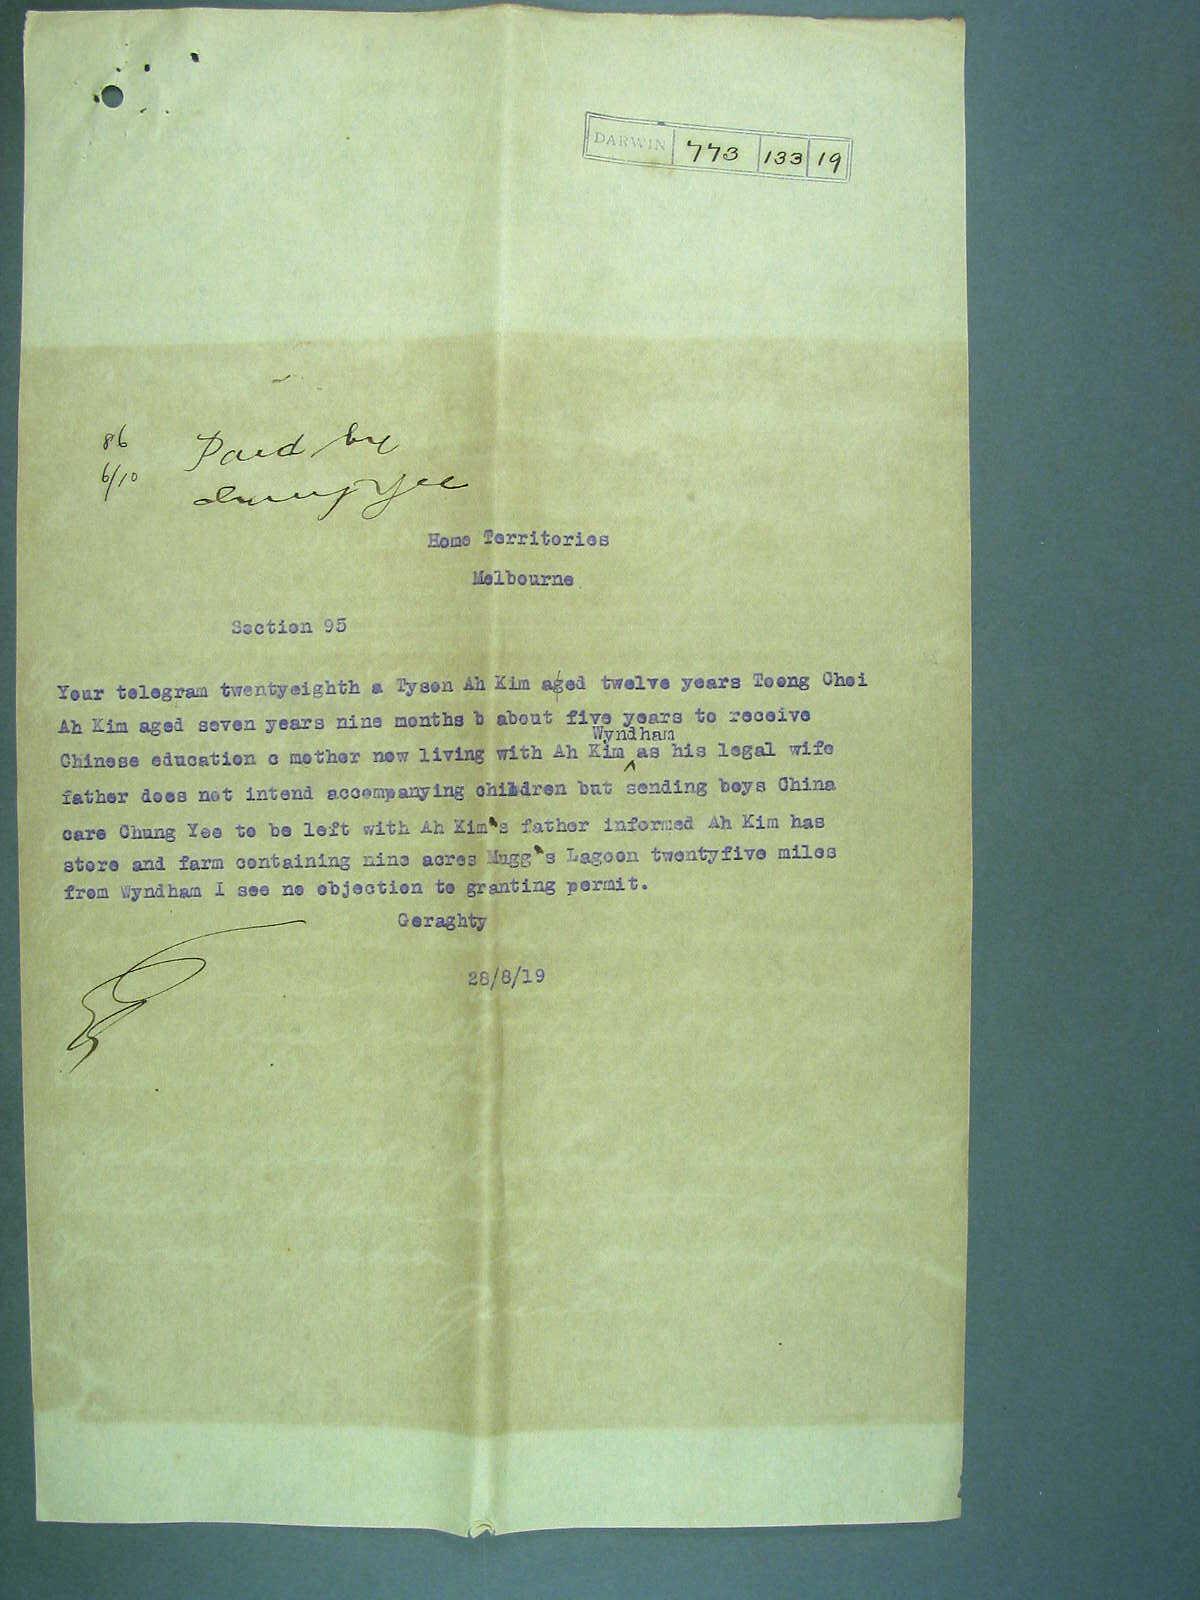 DARWIN 773 133 19
86
6/10
Paid by
Chung Yee
Home Territories
Melbourne
Section 95
Your telegram twentyeighth a Tyson Ah Kim aged twelve years Toong Choi
Ah Kim aged seven years nine months b about five years to receive
Wyndham
Chinese education c mother now living with Ah Kim ^ as his legal wife
father does not intend accompanying children but sending boys China
care Chung Yee to be left with Ah Kim's father informed Ah Kim has
store and farm containing nine acres Mugg's Lagoon twentyfive miles
from Wyndham I see no objection to granting permit.
Geraghty
28/8/19